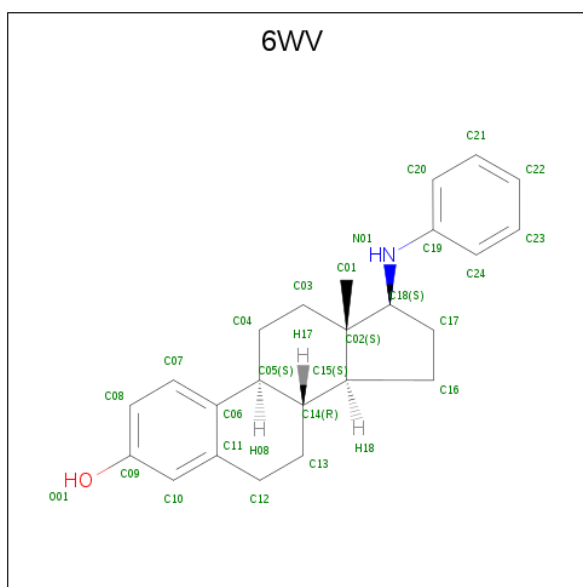 6WV
C21
C20
C22
N01
HN
C19
C23
C01
C24
C03
C18(S)
C04
C17
H17
C02(S)
C07
C05(S)
C15(S)
C16
C08
C06
C14(R)
C11
H08
H18
C09
C13
HO
O01
C10
C12